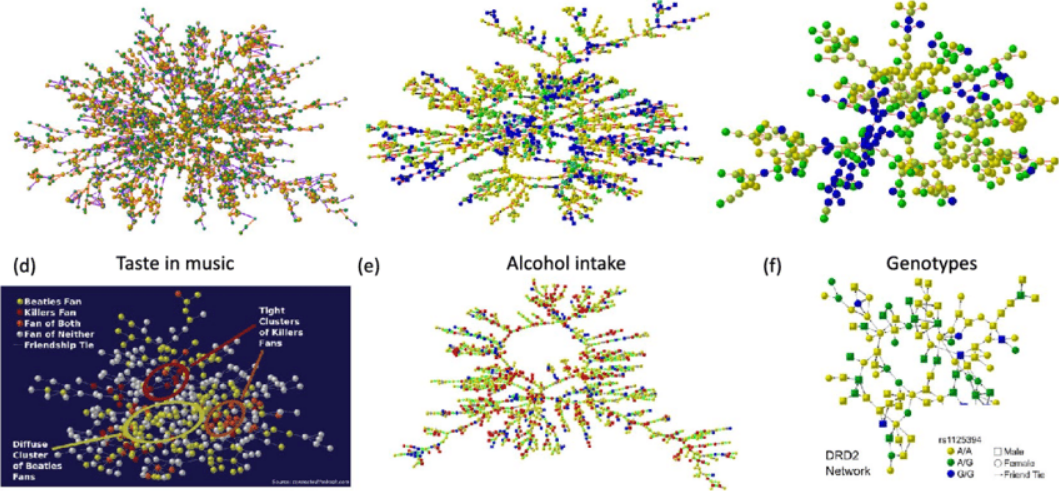 (d)
Taste in music
Beatles Fan
Killers Fan
Fan of Both
Fan of Neither
Friendship Tie
Tight
Clusters
of Killers
Fans
Diffuse
Cluster
of Beatles
Fans
(e)
Alcohol intake
(f)
Genotypes
DRD2
Network
rs1125394
A/A
A/G
G/G
Male
Female
Friend Tie